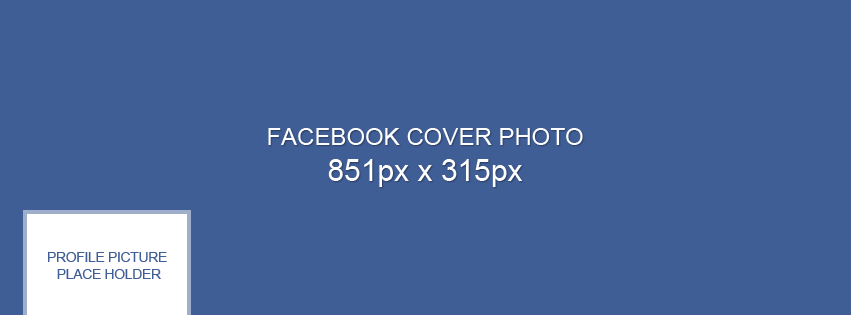 FACEBOOK COVER PHOTO
851px x 315px
PROFILE PICTURE
PLACE HOLDER